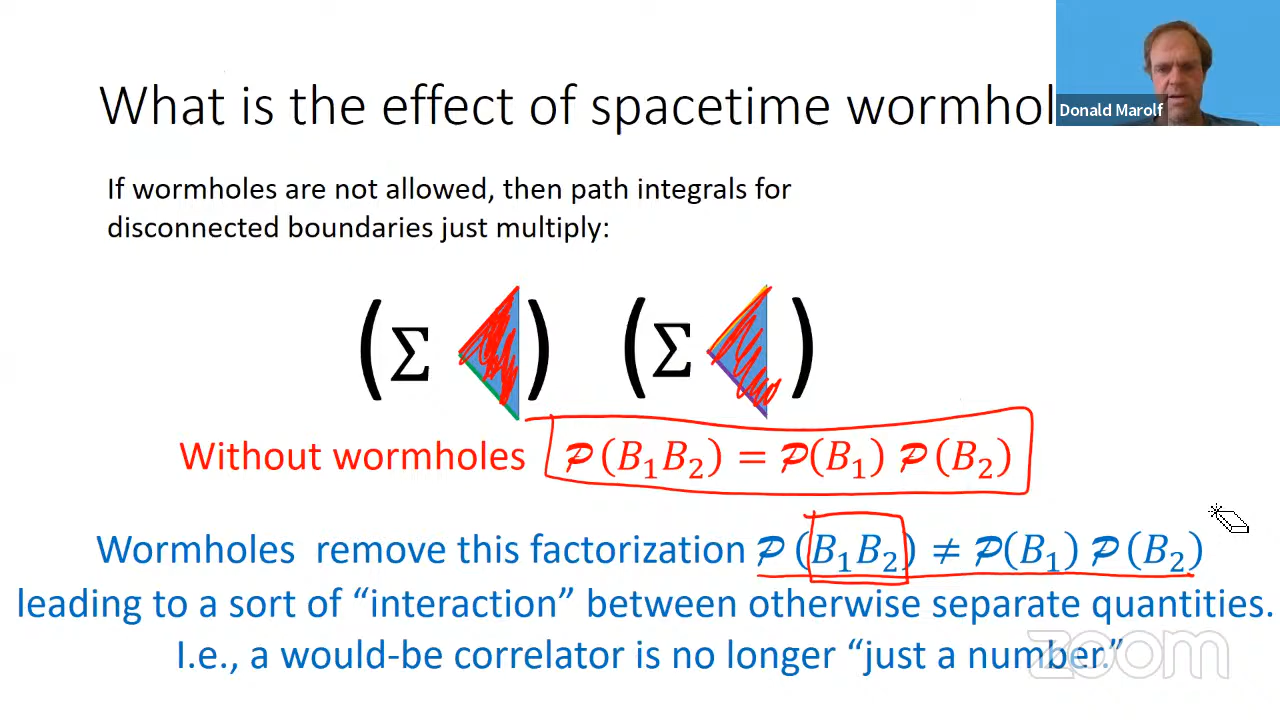 What is the effect of spacetime wormhol
Donald Marolf
If wormholes are not allowed, then path integrals for
disconnected boundaries just multiply:
(Σ ) (Σ )
Without wormholes 𝓟(B₁B₂) = 𝓟(B₁) 𝓟(B₂)
Wormholes remove this factorization 𝓟(B₁B₂) ≠ 𝓟(B₁) 𝓟(B₂)
leading to a sort of “interaction” between otherwise separate quantities.
I.e., a would-be correlator is no longer “just a number.”
zoom